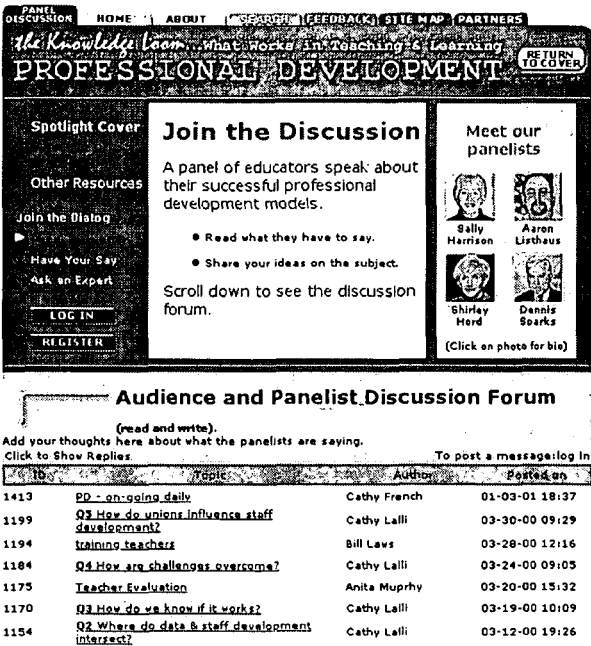 PANEL DISCUSSION HOME ABOUT SEARCH FEEDBACK SITE MAP PARTNERS
the Knowledge Loom...What Works in Teaching & Learning
PROFESSIONAL DEVELOPMENT
RETURN TO COVER
Spotlight Cover
Other Resources
Join the Dialog
Have Your Say
Ask an Expert
LOG IN
REGISTER
Join the Discussion
A panel of educators speak about
their successful professional
development models.
• Read what they have to say.
• Share your ideas on the subject.
Scroll down to see the discussion
forum.
Meet our
panelists
Sally Harrison
Aaron Listhaus
Shirley Hord
Dennis Sparks
(Click on photo for bio)
Audience and Panelist Discussion Forum
(read and write).
Add your thoughts here about what the panelists are saying.
Click to Show Replies. To post a message:log in
ID Topic Author Posted on
1413 PD - on-going daily Cathy French 01-03-01 18:37
1199 Q5 How do unions influence staff development? Cathy Lalli 03-30-00 09:29
1194 training teachers Bill Laws 03-28-00 12:16
1184 Q4 How are challenges overcome? Cathy Lalli 03-24-00 09:05
1175 Teacher Evaluation Anita Muprhy 03-20-00 15:32
1170 Q3 How do we know if it works? Cathy Lalli 03-19-00 10:09
1154 Q2 Where do data & staff development intersect? Cathy Lalli 03-12-00 19:26